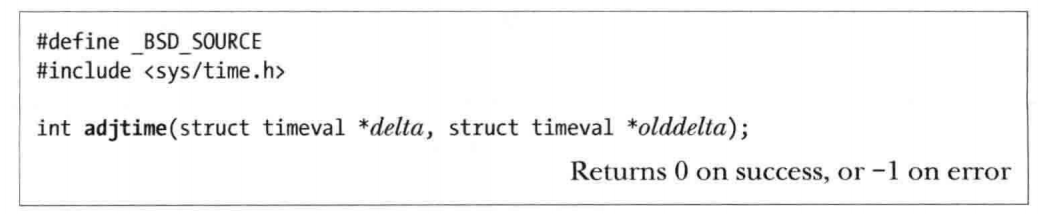 #define _BSD_SOURCE
#include <sys/time.h>
int adjtime(struct timeval *delta, struct timeval *olddelta);
Returns 0 on success, or −1 on error